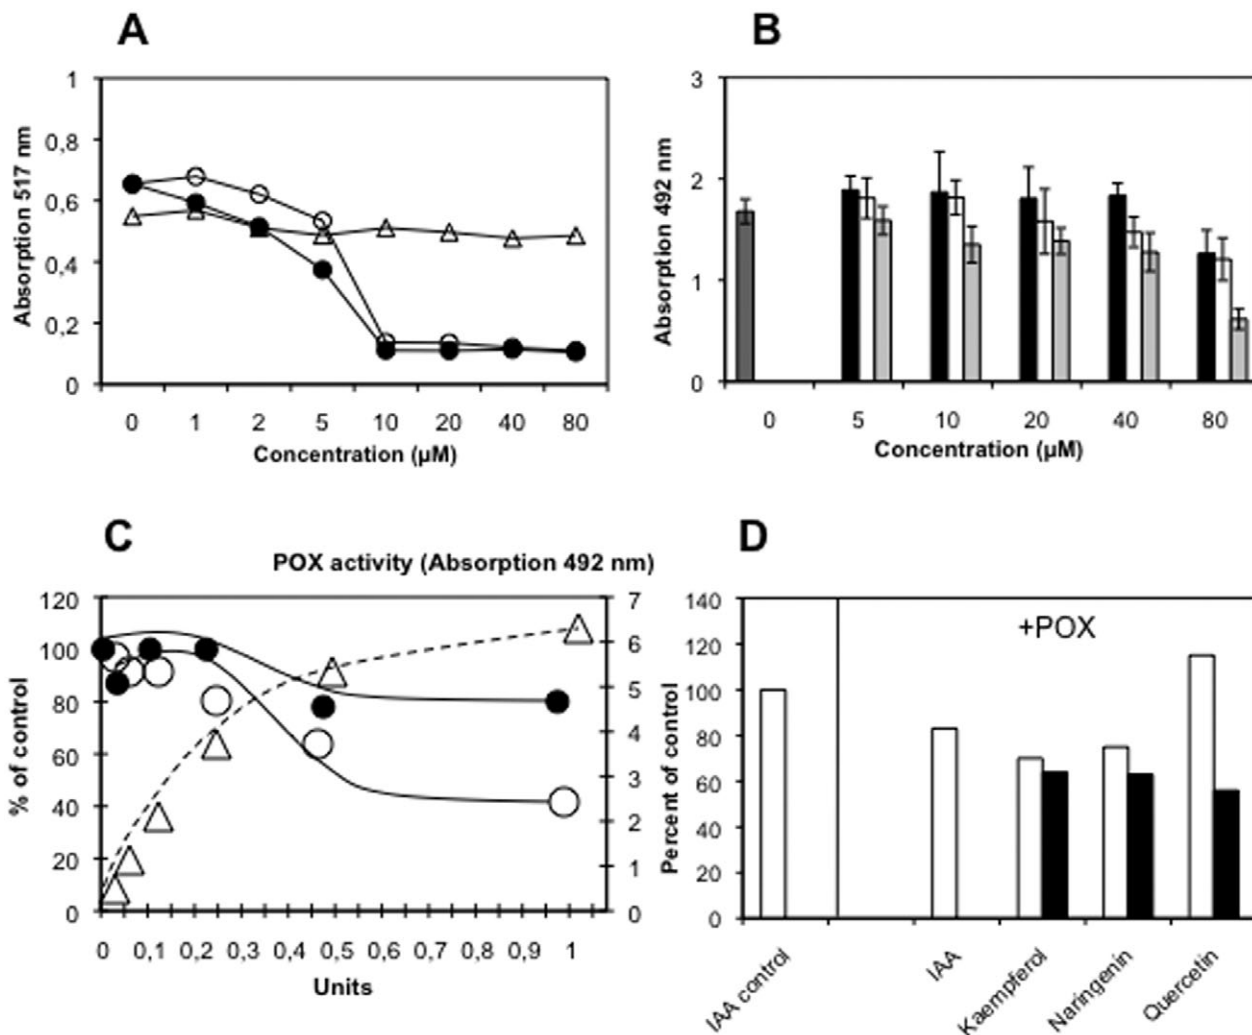 A
1
0,8
0,6
0,4
0,2
0
Absorption 517 nm
0 1 2 5 10 20 40 80
Concentration (µM)
B
3
2
1
0
Absorption 492 nm
0 5 10 20 40 80
Concentration (µM)
C
POX activity (Absorption 492 nm)
120
100
80
60
40
20
0
% of control
7
6
5
4
3
2
1
0
0 0,1 0,2 0,3 0,4 0,5 0,6 0,7 0,8 0,9 1
Units
D
140
120
100
80
60
40
20
0
Percent of control
+POX
IAA control
IAA
Kaempferol
Naringenin
Quercetin